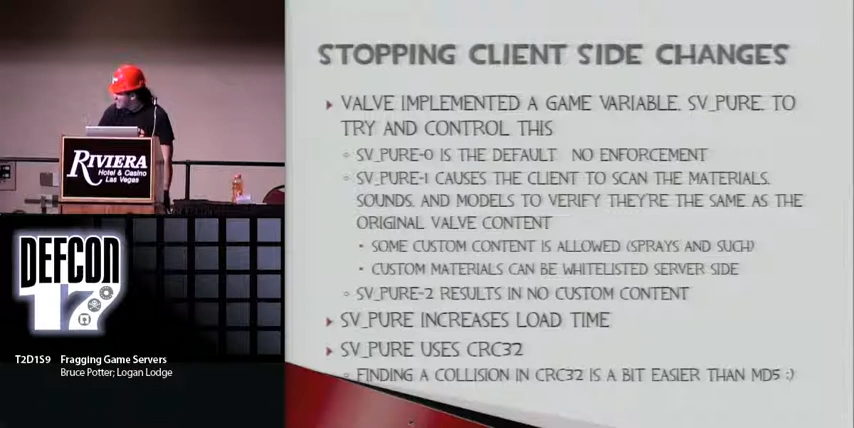 STOPPING CLIENT SIDE CHANGES
VALVE IMPLEMENTED A GAME VARIABLE, SV_PURE, TO
TRY AND CONTROL THIS
SV_PURE-0 IS THE DEFAULT NO ENFORCEMENT
SV_PURE-1 CAUSES THE CLIENT TO SCAN THE MATERIALS,
SOUNDS, AND MODELS TO VERIFY THEY'RE THE SAME AS THE
ORIGINAL VALVE CONTENT
SOME CUSTOM CONTENT IS ALLOWED (SPRAYS AND SUCH)
CUSTOM MATERIALS CAN BE WHITELISTED SERVER SIDE
SV_PURE-2 RESULTS IN NO CUSTOM CONTENT
SV_PURE INCREASES LOAD TIME
SV_PURE USES CRC32
FINDING A COLLISION IN CRC32 IS A BIT EASIER THAN MD5 :)
RIVIERA
Hotel & Casino
Las Vegas
DEFCON
17
T2D1S9 Fragging Game Servers
Bruce Potter; Logan Lodge